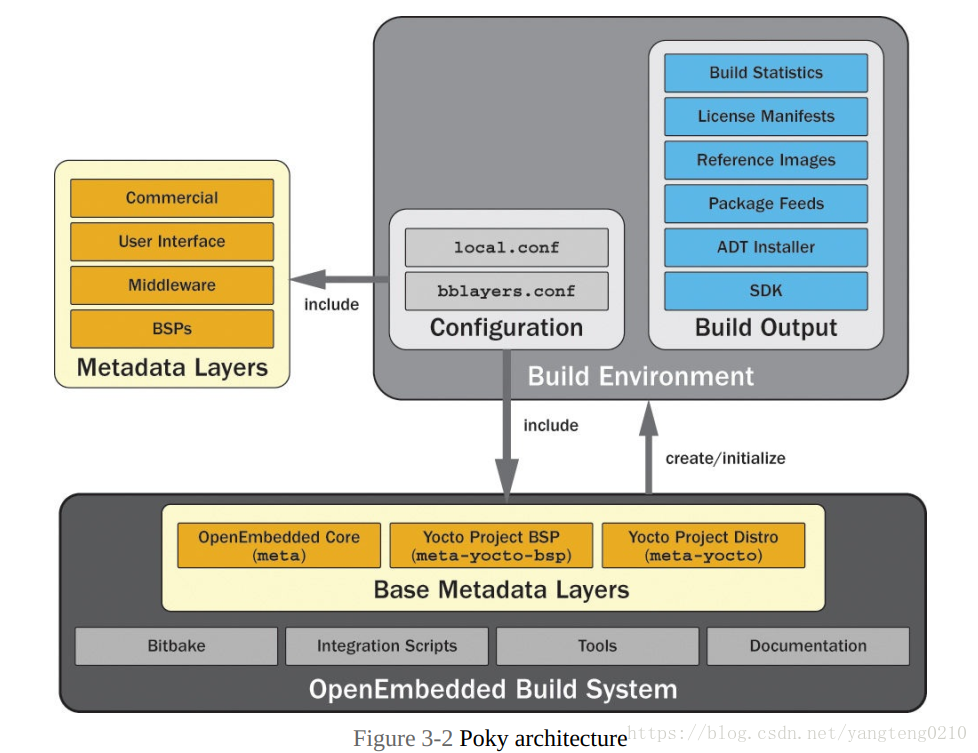 Build Statistics
License Manifests
Reference Images
Package Feeds
ADT Installer
SDK
Build Output
Commercial
User Interface
Middleware
BSPs
Metadata Layers
include
local.conf
bblayers.conf
Configuration
Build Environment
include
create/initialize
OpenEmbedded Core
(meta)
Yocto Project BSP
(meta-yocto-bsp)
Yocto Project Distro
(meta-yocto)
Base Metadata Layers
Bitbake
Integration Scripts
Tools
Documentation
OpenEmbedded Build System
Figure 3-2 Poky architecture
https://blog.csdn.net/yangteng0210